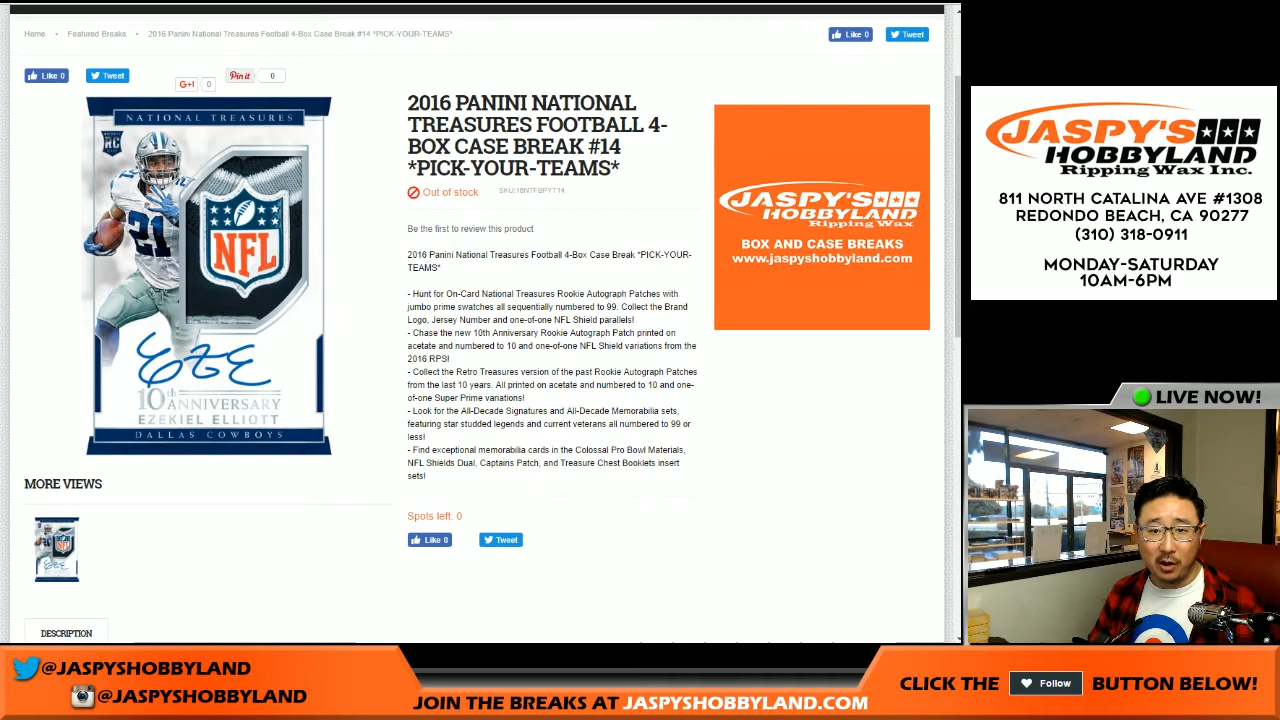 Home • Featured Breaks • 2016 Panini National Treasures Football 4-Box Case Break #14 *PICK-YOUR-TEAMS*
Like 0
Tweet
Like 0
Tweet
G+1
0
Pin it
0
NATIONAL TREASURES
RC
21
NFL
10th
ANNIVERSARY
EZEKIEL ELLIOTT
DALLAS COWBOYS
MORE VIEWS
DESCRIPTION
2016 PANINI NATIONAL
TREASURES FOOTBALL 4-
BOX CASE BREAK #14
*PICK-YOUR-TEAMS*
Out of stock
SKU:16NTFBPYT14
Be the first to review this product
2016 Panini National Treasures Football 4-Box Case Break *PICK-YOUR-
TEAMS*
- Hunt for On-Card National Treasures Rookie Autograph Patches with
jumbo prime swatches all sequentially numbered to 99. Collect the Brand
Logo, Jersey Number and one-of-one NFL Shield parallels!
- Chase the new 10th Anniversary Rookie Autograph Patch printed on
acetate and numbered to 10 and one-of-one NFL Shield variations from the
2016 RPS!
- Collect the Retro Treasures version of the past Rookie Autograph Patches
from the last 10 years. All printed on acetate and numbered to 10 and one-
of-one Super Prime variations!
- Look for the All-Decade Signatures and All-Decade Memorabilia sets,
featuring star studded legends and current veterans all numbered to 99 or
less!
- Find exceptional memorabilia cards in the Colossal Pro Bowl Materials,
NFL Shields Dual, Captains Patch, and Treasure Chest Booklets insert
sets!
Spots left: 0
Like 0
Tweet
JASPY'S
HOBBYLAND
Ripping Wax
BOX AND CASE BREAKS
www.jaspyshobbyland.com
JASPY'S
HOBBYLAND
Ripping Wax Inc.
811 NORTH CATALINA AVE #1308
REDONDO BEACH, CA 90277
(310) 318-0911
MONDAY-SATURDAY
10AM-6PM
LIVE NOW!
@JASPYSHOBBYLAND
@JASPYSHOBBYLAND
JOIN THE BREAKS AT JASPYSHOBBYLAND.COM
CLICK THE Follow BUTTON BELOW!